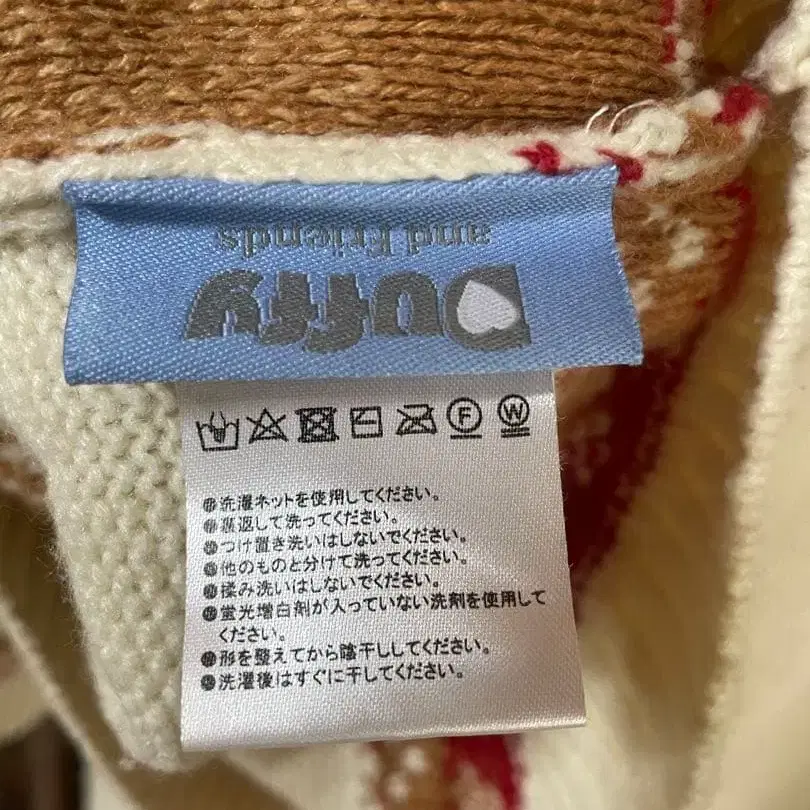 and Friends
Duffy
F W
●洗濯ネットを使用してください。
●裏返して洗ってください。
●つけ置き洗いはしないでください。
●他のものと分けて洗ってください。
●揉み洗いはしないでください。
●蛍光増白剤が入っていない洗剤を使用して
ください。
●形を整えてから陰干ししてください。
●洗濯後はすぐに干してください。